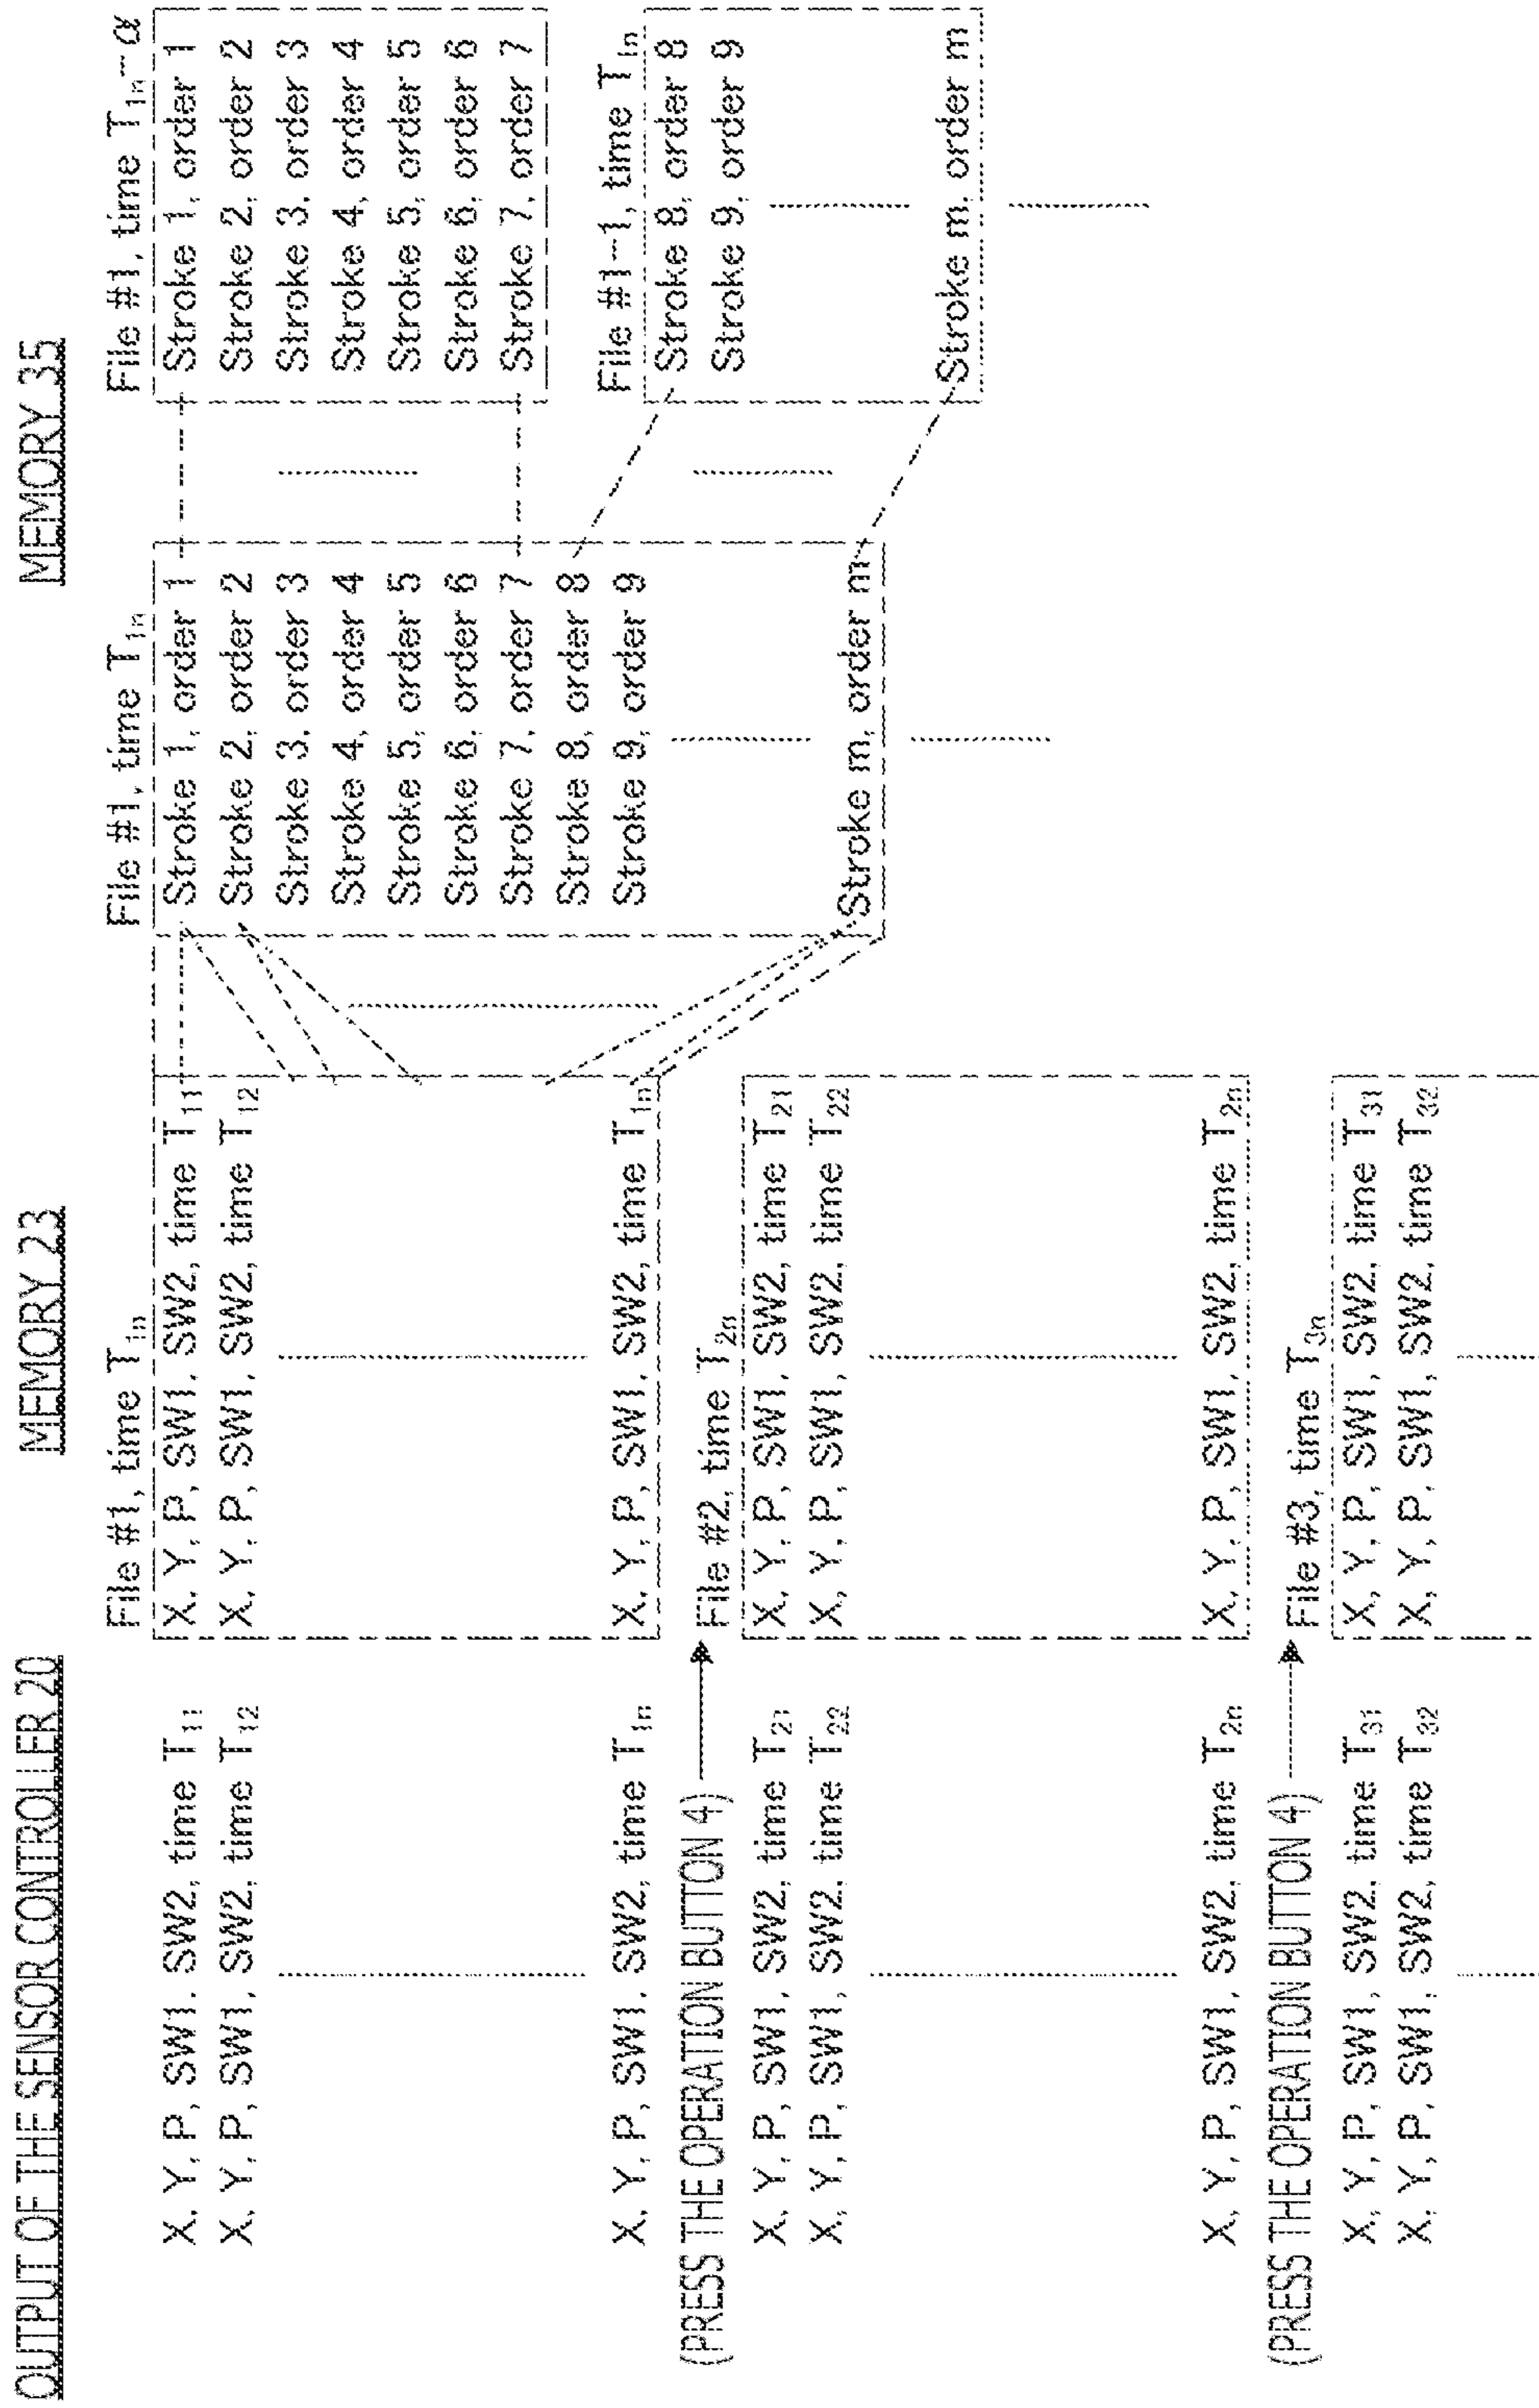 OUTPUT OF THE SENSOR CONTROLLER 20
X, Y, P, SW1, SW2, time T11
X, Y, P, SW1, SW2, time T12
X, Y, P, SW1, SW2, time T1n
(PRESS THE OPERATION BUTTON 4)
X, Y, P, SW1, SW2, time T21
X, Y, P, SW1, SW2, time T22
X, Y, P, SW1, SW2, time T2n
(PRESS THE OPERATION BUTTON 4)
X, Y, P, SW1, SW2, time T31
X, Y, P, SW1, SW2, time T32
MEMORY 23
File #1, time T1n
X, Y, P, SW1, SW2, time T11
X, Y, P, SW1, SW2, time T12
X, Y, P, SW1, SW2, time T1n
File #2, time T2n
X, Y, P, SW1, SW2, time T21
X, Y, P, SW1, SW2, time T22
X, Y, P, SW1, SW2, time T2n
File #3, time T3n
X, Y, P, SW1, SW2, time T31
X, Y, P, SW1, SW2, time T32
MEMORY 35
File #1, time T1n
Stroke 1, order 1
Stroke 2, order 2
Stroke 3, order 3
Stroke 4, order 4
Stroke 5, order 5
Stroke 6, order 6
Stroke 7, order 7
Stroke 8, order 8
Stroke 9, order 9
Stroke m, order m
File #1, time T1n-α
Stroke 1, order 1
Stroke 2, order 2
Stroke 3, order 3
Stroke 4, order 4
Stroke 5, order 5
Stroke 6, order 6
Stroke 7, order 7
File #1-1, time T1n
Stroke 8, order 8
Stroke 9, order 9
Stroke m, order m